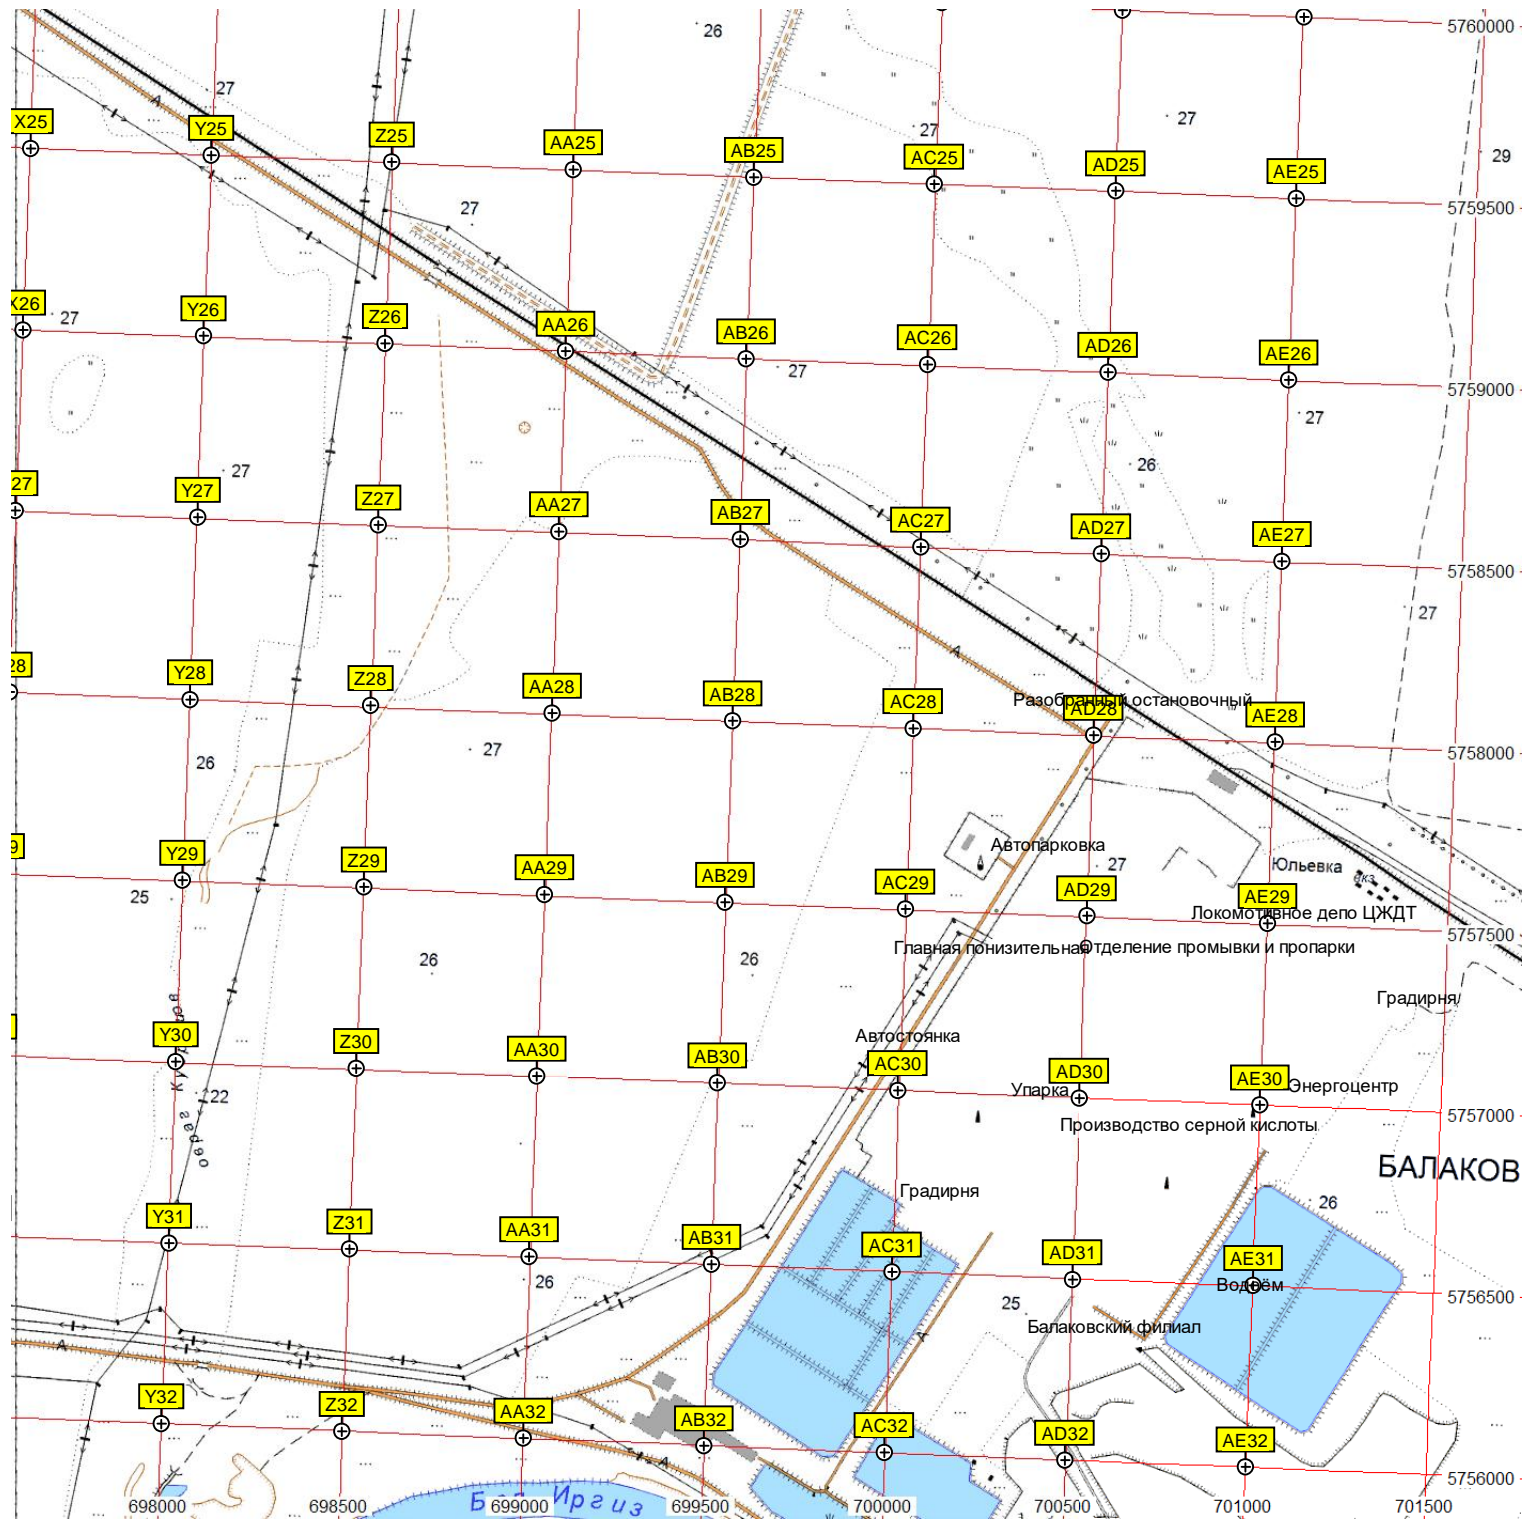 26
5760000
27
X25
Y25
Z25
AA25
AB25
27
27
AC25
AD25
AE25
29
A
27
5759500
X26
27
Y26
Z26
AA26
AB26
AC26
AD26
AE26
27
5759000
27
27
27
Y27
Z27
AA27
AB27
AC27
26
AD27
AE27
5758500
27
A
28
Y28
Z28
AA28
AB28
AC28
Разобранный остановочный
AD28
AE28
5758000
26
27
9
Y29
Z29
AA29
AB29
AC29
Автопарковка
27
AD29
Юльевка
AE29
Локомотивное депо ЦЖДТ
25
5757500
26
26
Главная понизительная
Отделение промывки и пропарки
Градирня
Y30
Z30
AA30
AB30
Автостоянка
AC30
Упарка
AD30
AE30
Энергоцентр
22
овраг
5757000
Производство серной кислоты
БАЛАКОВ
Градирня
26
Y31
Z31
AA31
AB31
AC31
AD31
AE31
Водоём
26
25
5756500
Балаковский филиал
A
A
Y32
Z32
AA32
AB32
AC32
AD32
AE32
A
5756000
Бол. Иргиз
698000
698500
699000
699500
700000
700500
701000
701500